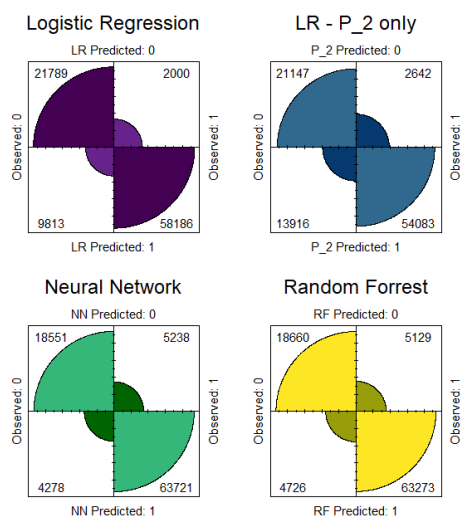 Logistic Regression
LR Predicted: 0
21789 2000
Observed: 0
Observed: 1
9813 58186
LR Predicted: 1
LR - P_2 only
P_2 Predicted: 0
21147 2642
Observed: 0
Observed: 1
13916 54083
P_2 Predicted: 1
Neural Network
NN Predicted: 0
18551 5238
Observed: 0
Observed: 1
4278 63721
NN Predicted: 1
Random Forrest
RF Predicted: 0
18660 5129
Observed: 0
Observed: 1
4726 63273
RF Predicted: 1